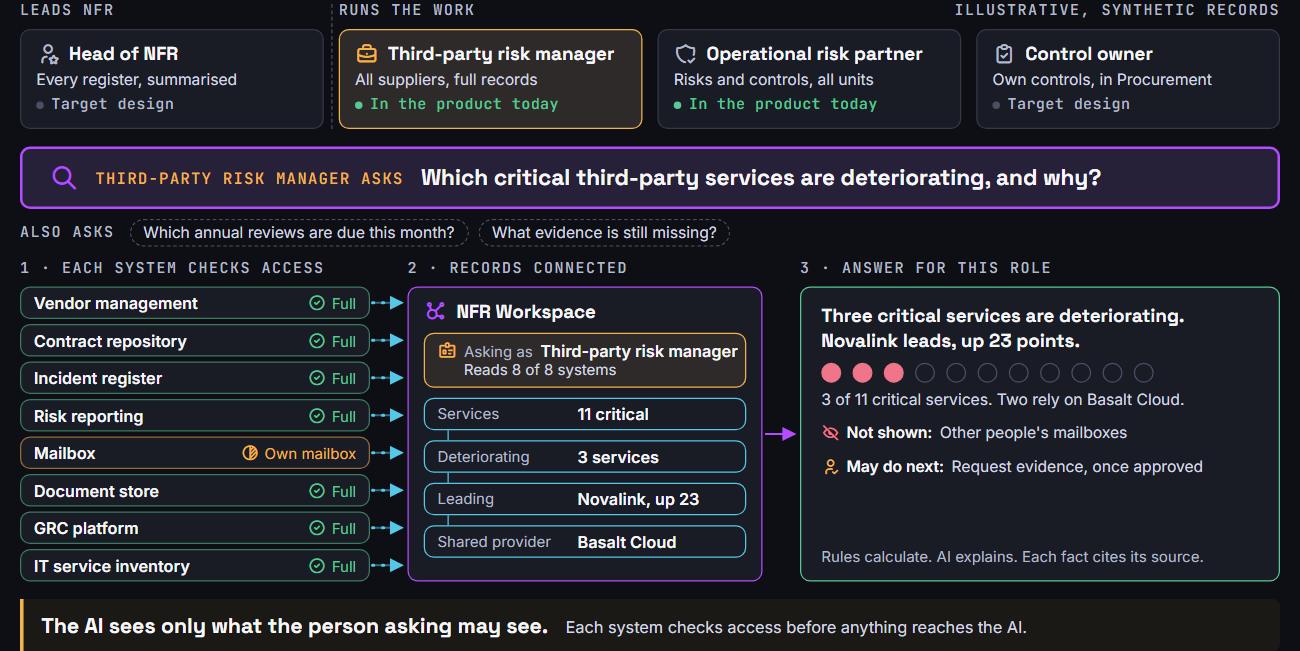 LEADS NFR
RUNS THE WORK
ILLUSTRATIVE, SYNTHETIC RECORDS
Head of NFR
Every register, summarised
Target design
Third-party risk manager
All suppliers, full records
In the product today
Operational risk partner
Risks and controls, all units
In the product today
Control owner
Own controls, in Procurement
Target design
THIRD-PARTY RISK MANAGER ASKS Which critical third-party services are deteriorating, and why?
ALSO ASKS Which annual reviews are due this month? What evidence is still missing?
1 · EACH SYSTEM CHECKS ACCESS
Vendor management Full
Contract repository Full
Incident register Full
Risk reporting Full
Mailbox Own mailbox
Document store Full
GRC platform Full
IT service inventory Full
2 · RECORDS CONNECTED
NFR Workspace
Asking as Third-party risk manager
Reads 8 of 8 systems
Services 11 critical
Deteriorating 3 services
Leading Novalink, up 23
Shared provider Basalt Cloud
3 · ANSWER FOR THIS ROLE
Three critical services are deteriorating.
Novalink leads, up 23 points.
3 of 11 critical services. Two rely on Basalt Cloud.
Not shown: Other people's mailboxes
May do next: Request evidence, once approved
Rules calculate. AI explains. Each fact cites its source.
The AI sees only what the person asking may see. Each system checks access before anything reaches the AI.